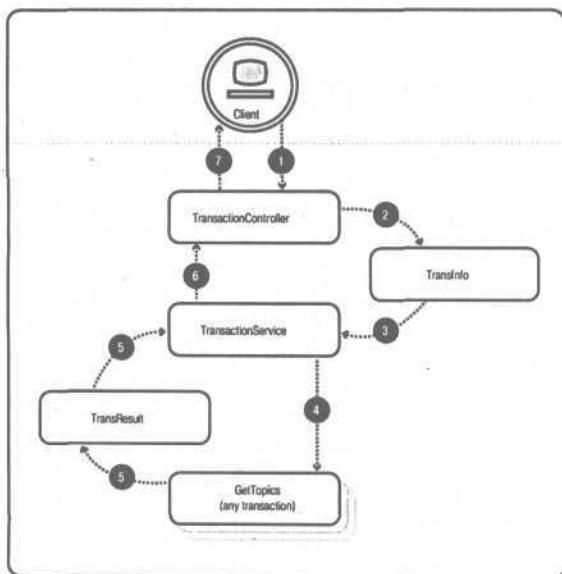 Client
7
1
TransactionController
2
6
TransInfo
3
TransactionService
5
4
TransResult
5
GetTopics
(any transaction)